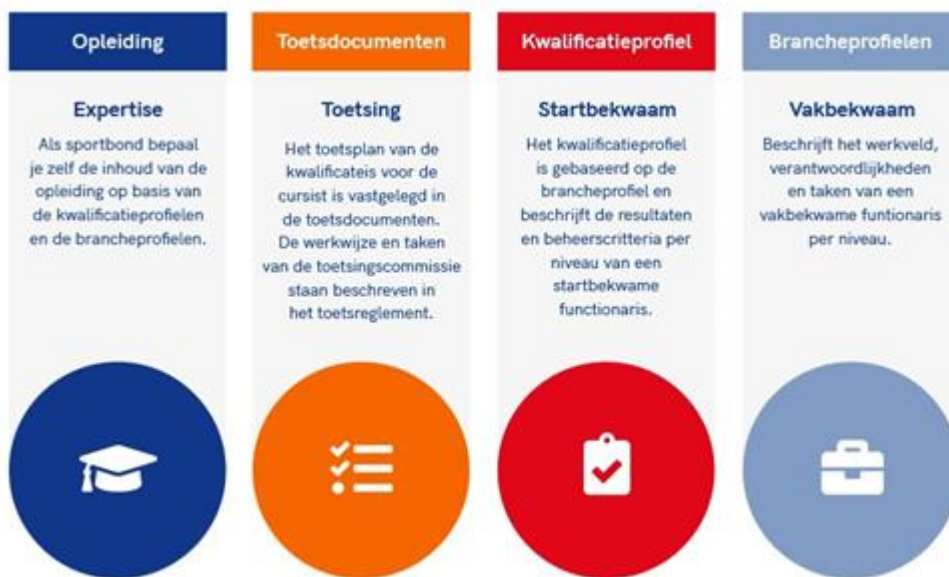 Opleiding
Expertise
Als sportbond bepaal
je zelf de inhoud van de
opleiding op basis van
de kwalificatieprofielen
en de brancheprofielen.
Toetsdocumenten
Toetsing
Het toetsplan van de
kwalificateis voor de
cursist is vastgelegd in
de toetsdocumenten.
De werkwijze en taken
van de toetsingscommissie
staan beschreven in
het toetsreglement.
Kwalificatieprofiel
Startbekwaam
Het kwalificatieprofiel
is gebaseerd op de
brancheprofiel en
beschrijft de resultaten
en beheerscritteria per
niveau van een
startbekwame
functionaris.
Brancheprofielen
Vakbekwaam
Beschrijft het werkveld,
verantwoordlijkheden
en taken van een
vakbekwame funtionaris
per niveau.